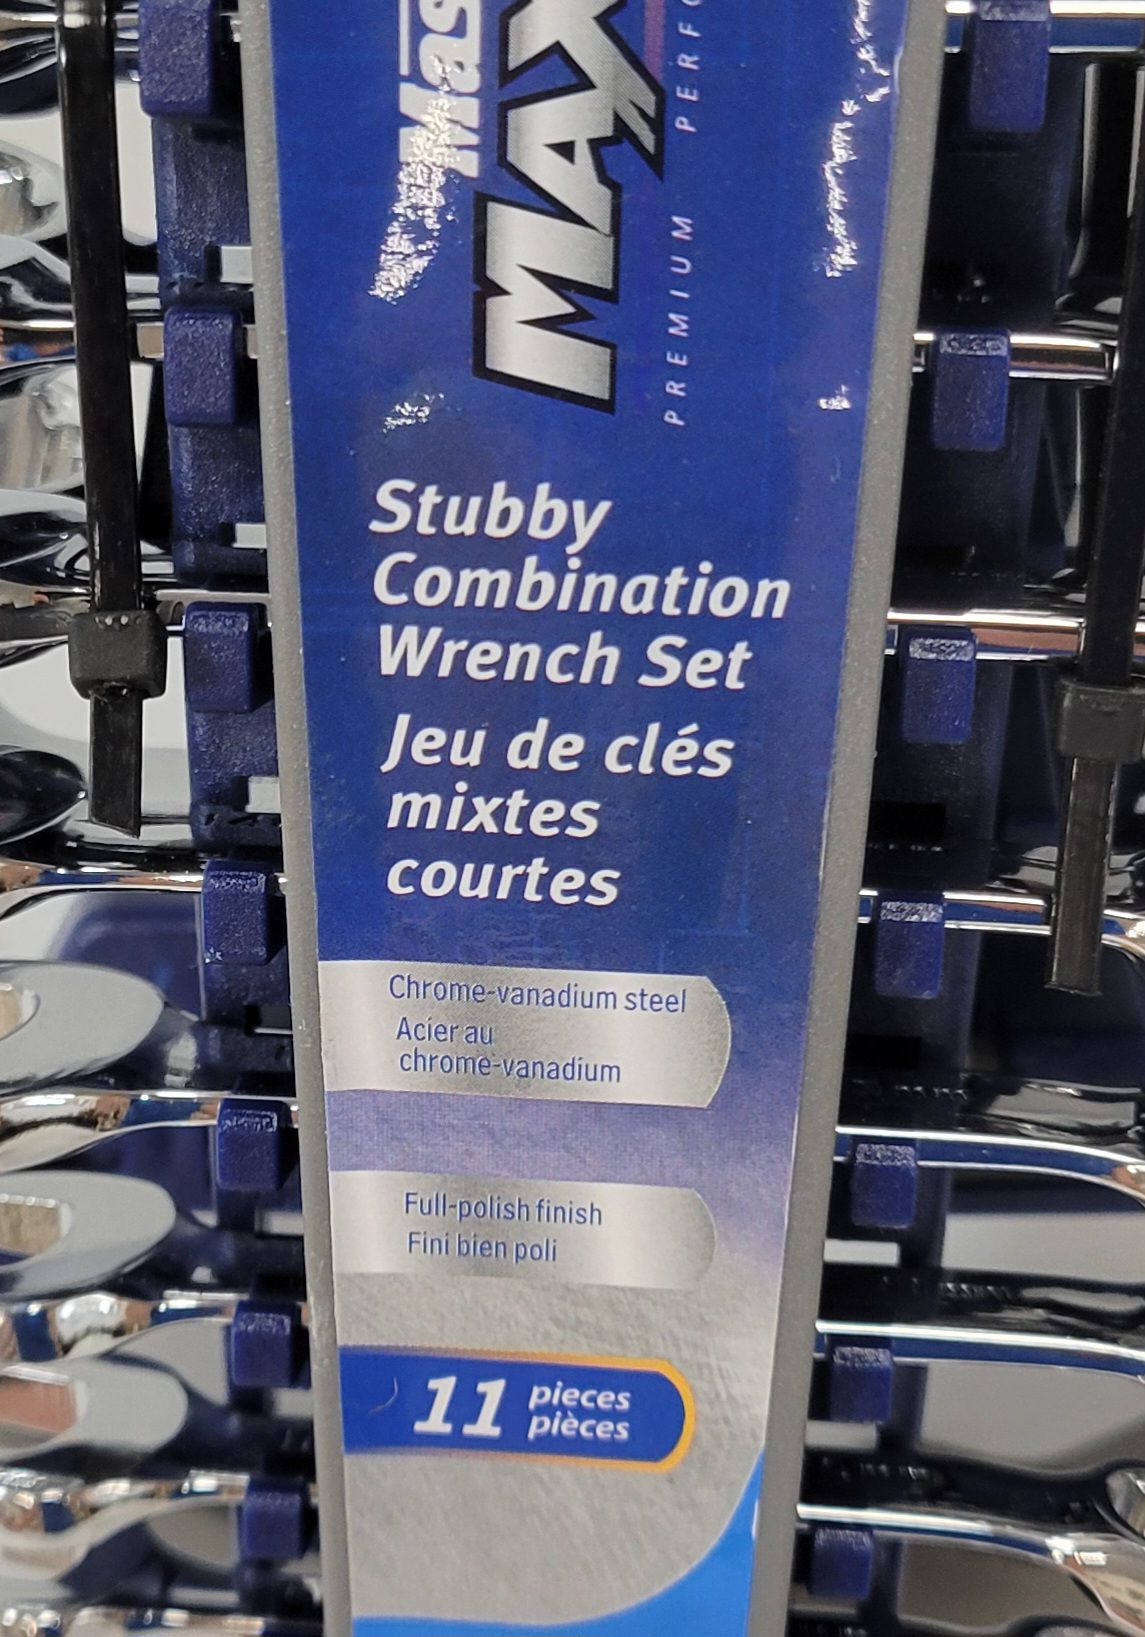 MAX
PREMIUM
Stubby
Combination
Wrench Set
Jeu de clés
mixtes
courtes
Chrome-vanadium steel
Acier au
chrome-vanadium
Full-polish finish
Fini bien poli
11 pieces
pièces